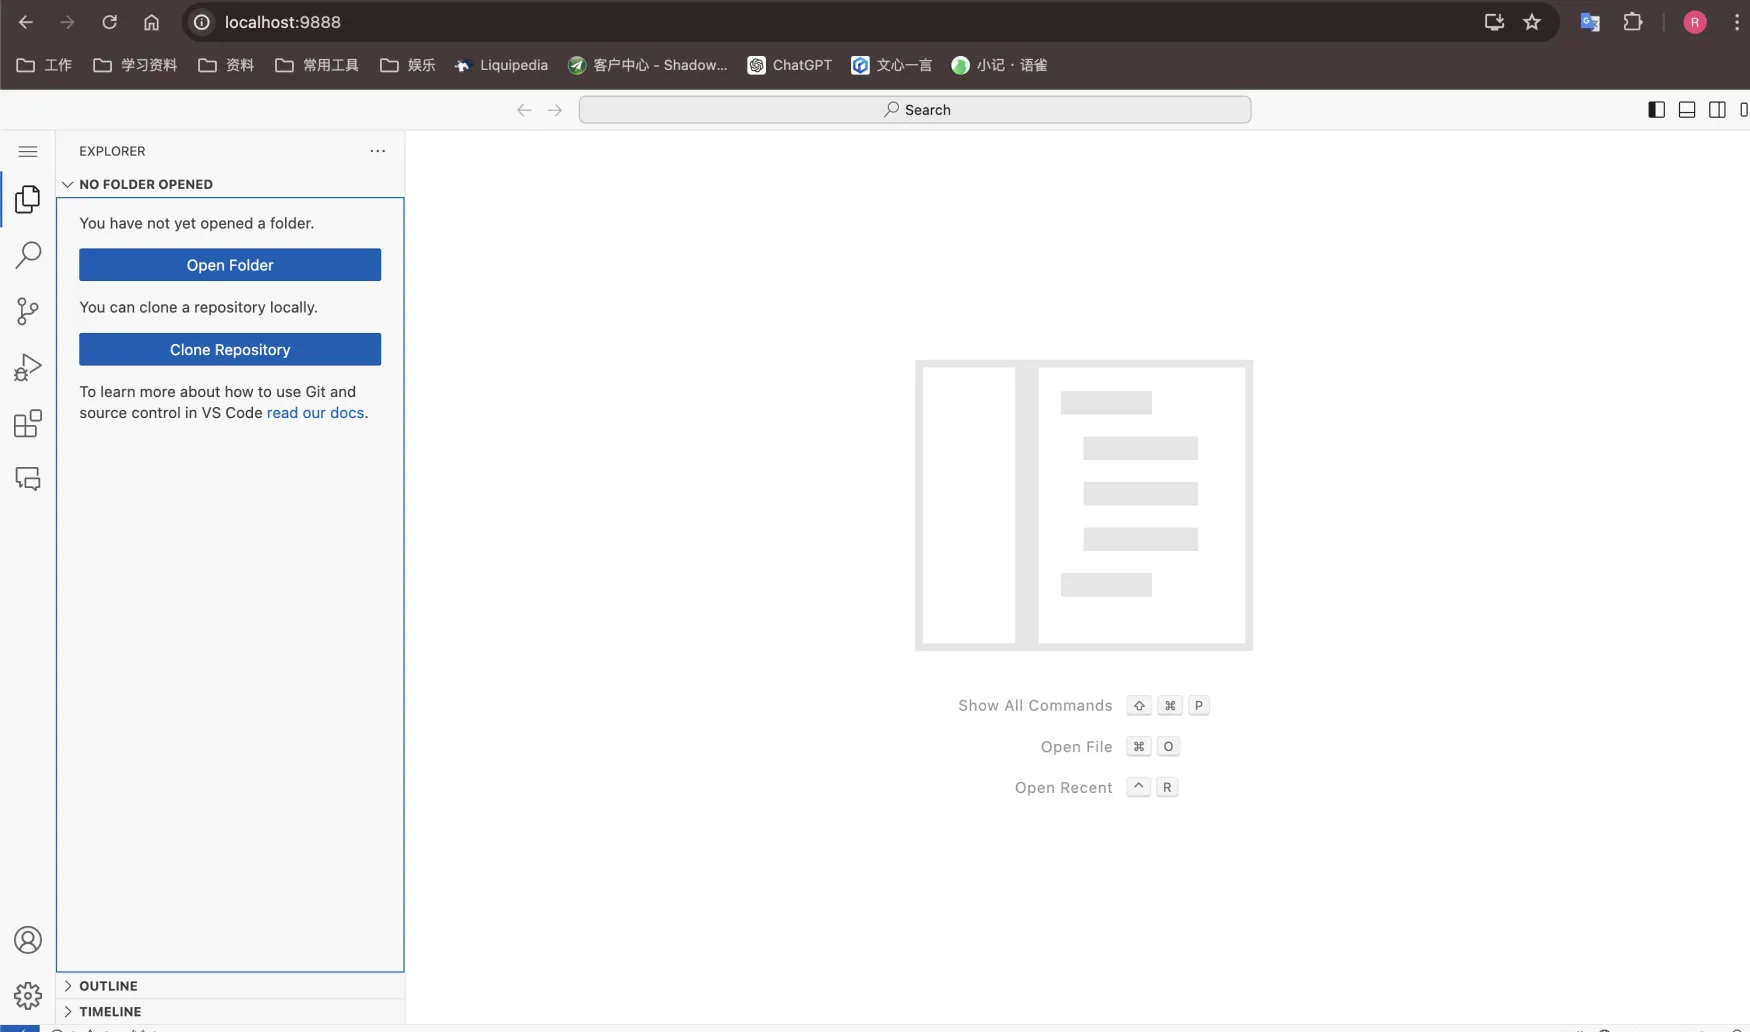 localhost:9888
R
工作 学习资料 资料 常用工具 娱乐 Liquipedia 客户中心 - Shadow... ChatGPT 文心一言 小记 · 语雀
Search
EXPLORER
NO FOLDER OPENED
You have not yet opened a folder.
Open Folder
You can clone a repository locally.
Clone Repository
To learn more about how to use Git and
source control in VS Code read our docs.
Show All Commands ⇧ ⌘ P
Open File ⌘ O
Open Recent ^ R
OUTLINE
TIMELINE